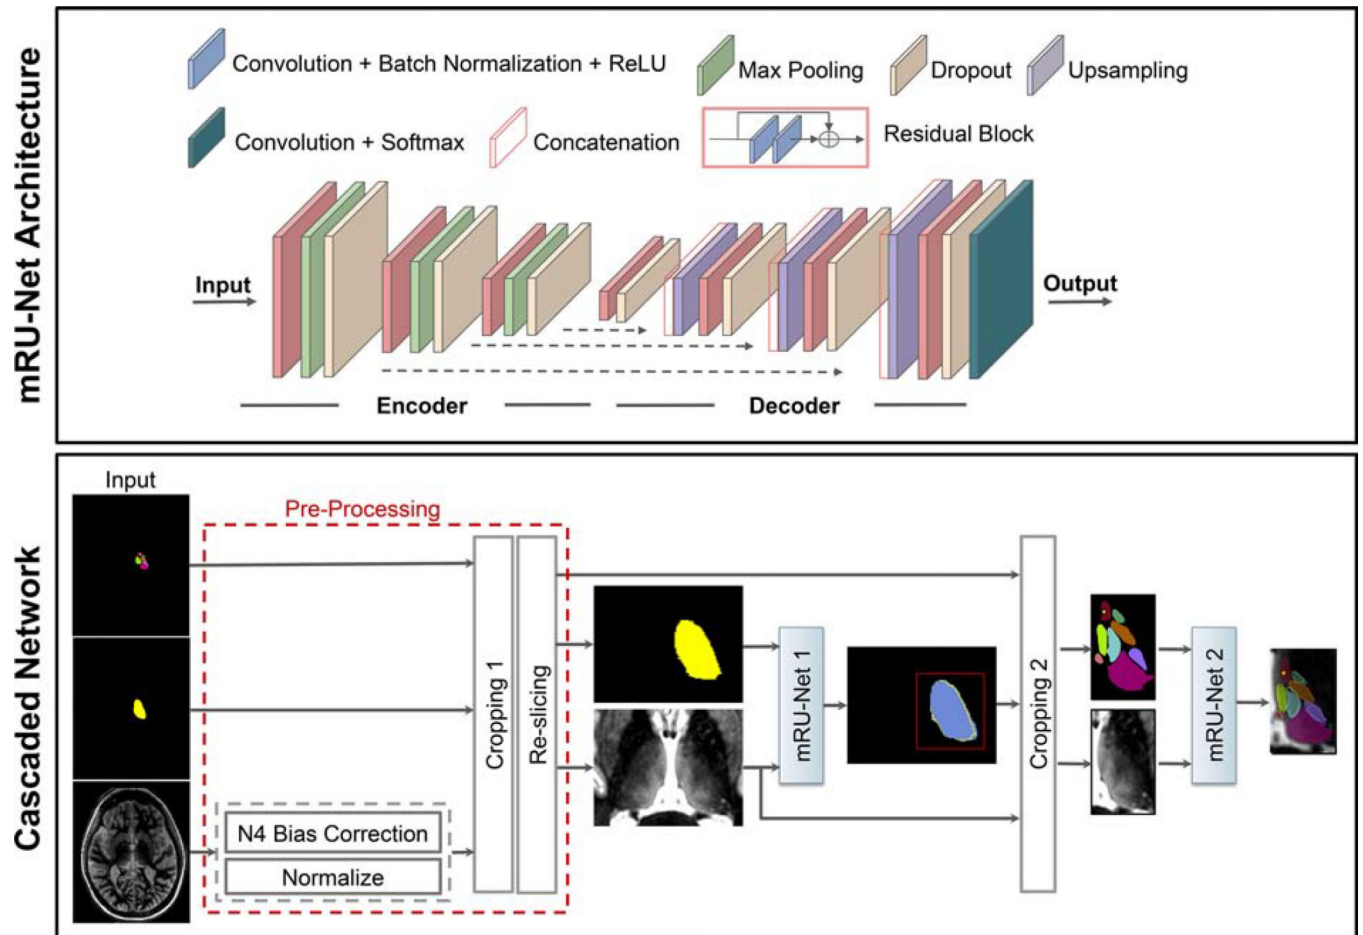 mRU-Net Architecture
Convolution + Batch Normalization + ReLU
Max Pooling
Dropout
Upsampling
Convolution + Softmax
Concatenation
Residual Block
Input
Output
Encoder
Decoder
Cascaded Network
Input
Pre-Processing
Cropping 1
Re-slicing
N4 Bias Correction
Normalize
mRU-Net 1
Cropping 2
mRU-Net 2